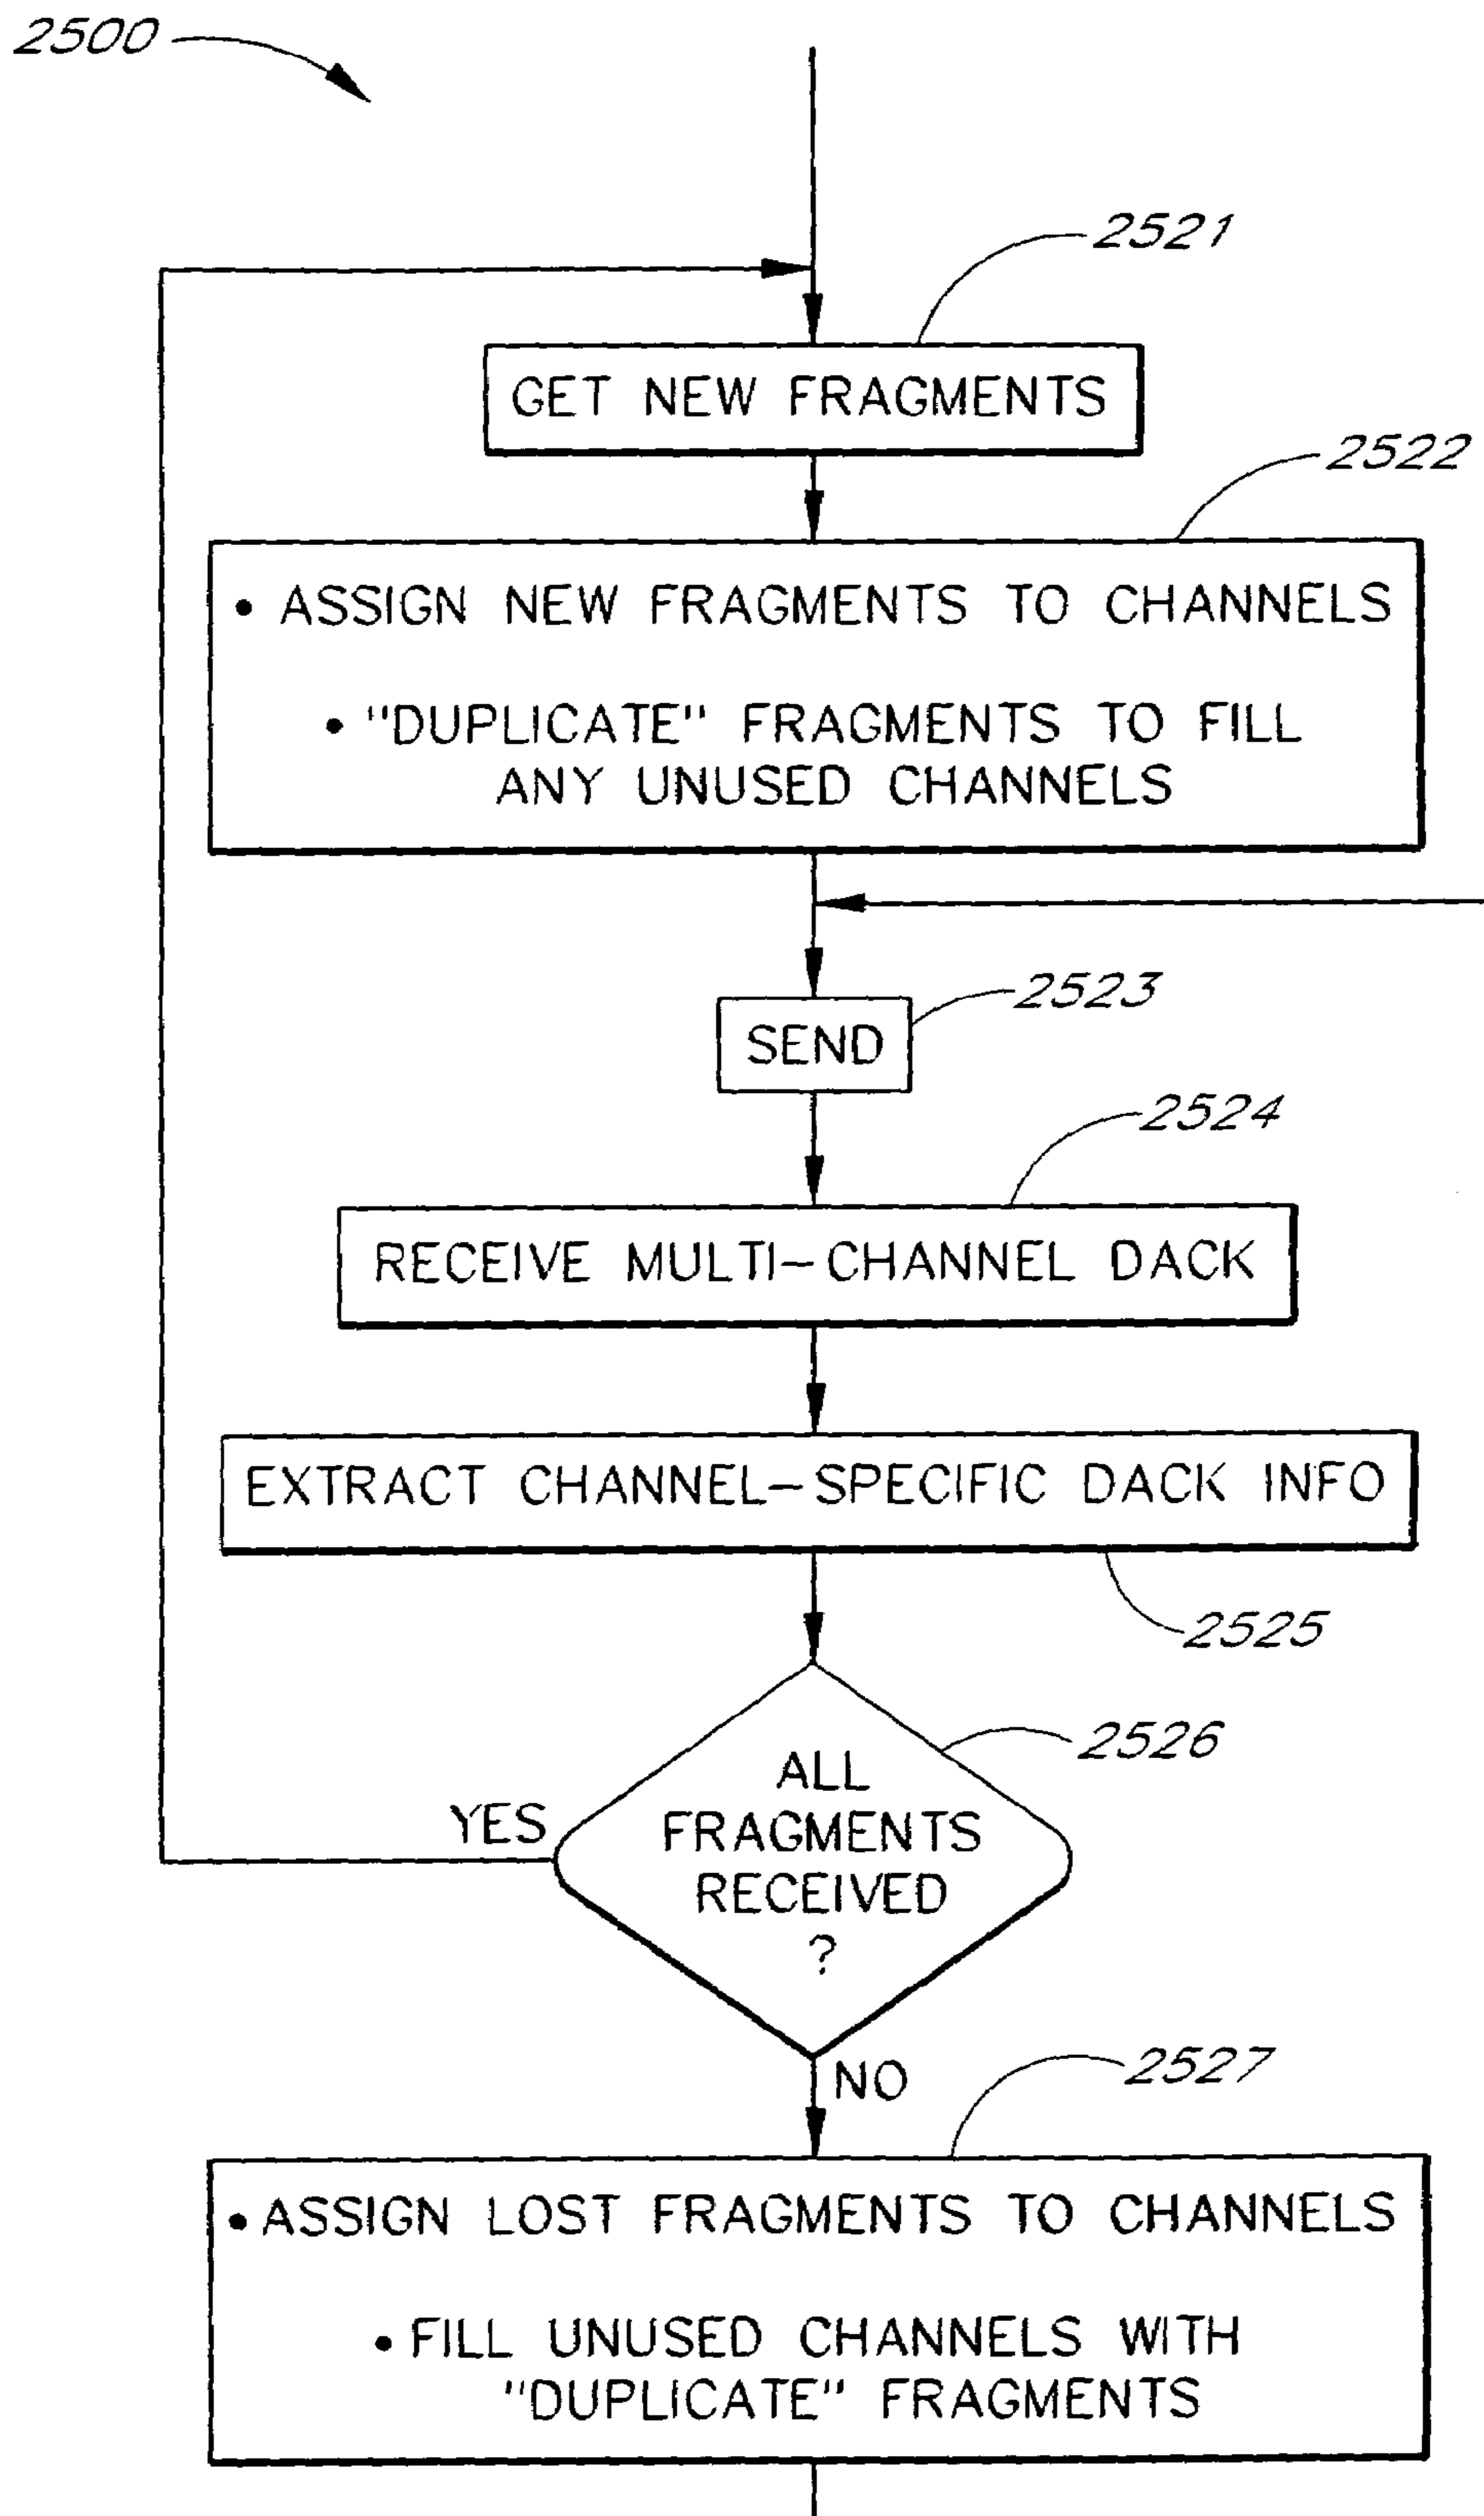 2500
2521
GET NEW FRAGMENTS
2522
• ASSIGN NEW FRAGMENTS TO CHANNELS
• "DUPLICATE" FRAGMENTS TO FILL
ANY UNUSED CHANNELS
2523
SEND
2524
RECEIVE MULTI-CHANNEL DACK
EXTRACT CHANNEL-SPECIFIC DACK INFO
2525
2526
ALL
FRAGMENTS
RECEIVED
?
YES
NO
2527
• ASSIGN LOST FRAGMENTS TO CHANNELS
• FILL UNUSED CHANNELS WITH
"DUPLICATE" FRAGMENTS